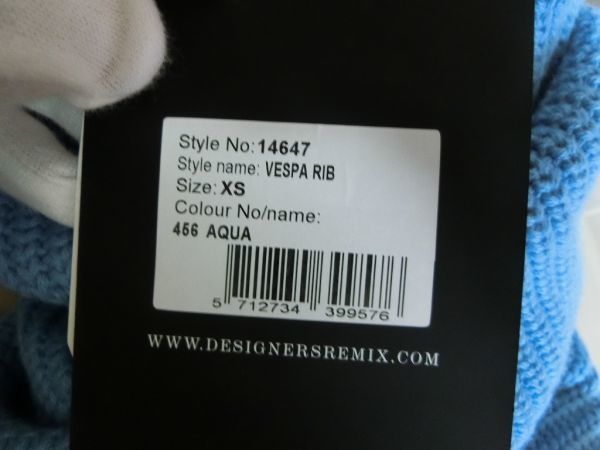 Style No: 14647
Style name: VESPA RIB
Size: XS
Colour No/name:
456 AQUA
5 712734 399576
WWW.DESIGNERSREMIX.COM